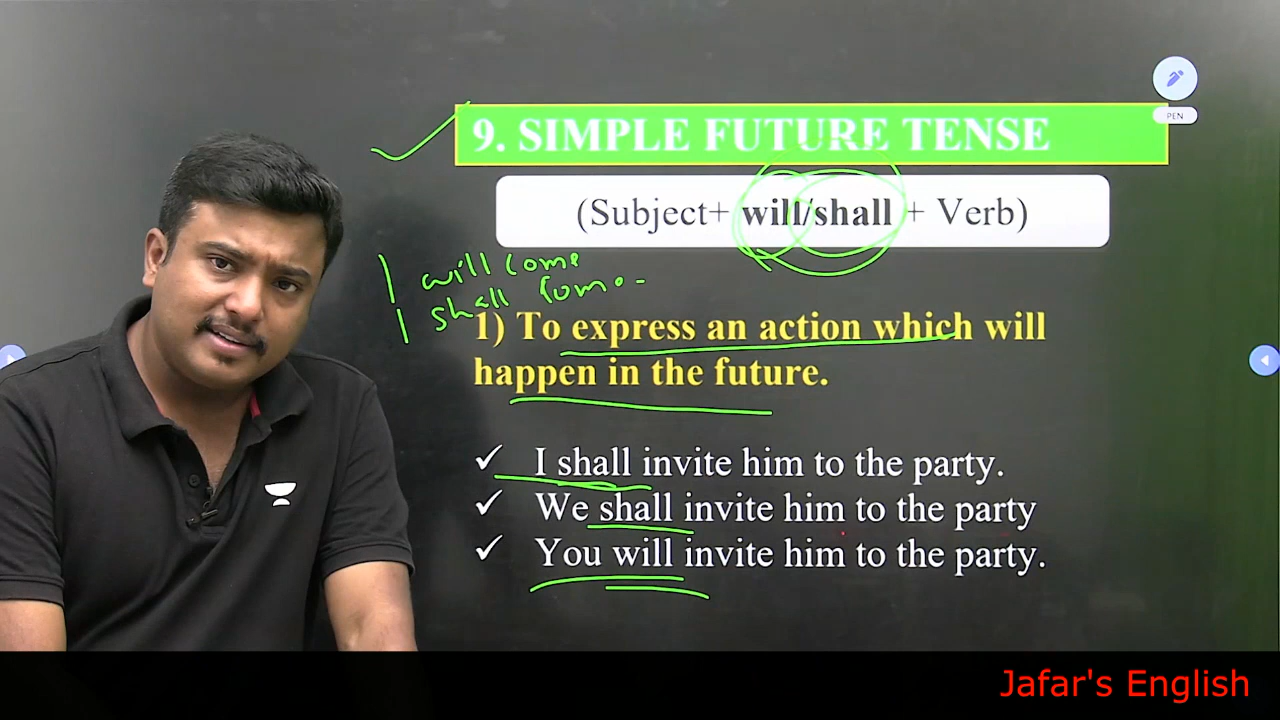 PEN
9. SIMPLE FUTURE TENSE
(Subject+ will/shall + Verb)
I will come
I shall
1) To express an action which will
happen in the future.
✓ I shall invite him to the party.
✓ We shall invite him to the party
✓ You will invite him to the party.
Jafar's English